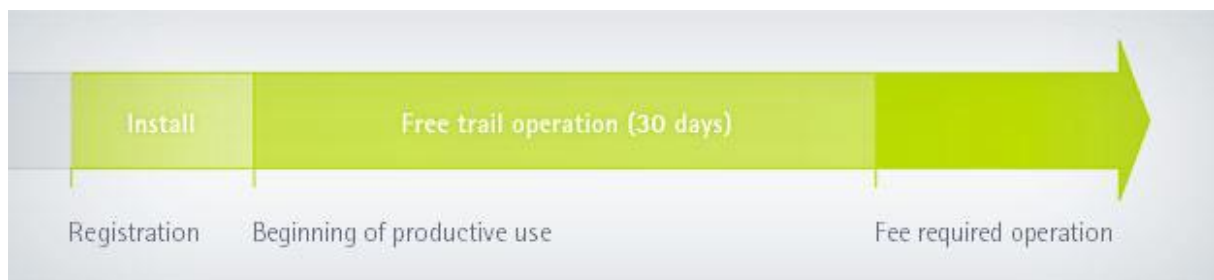 Install
Free trail operation (30 days)
Registration
Beginning of productive use
Fee required operation